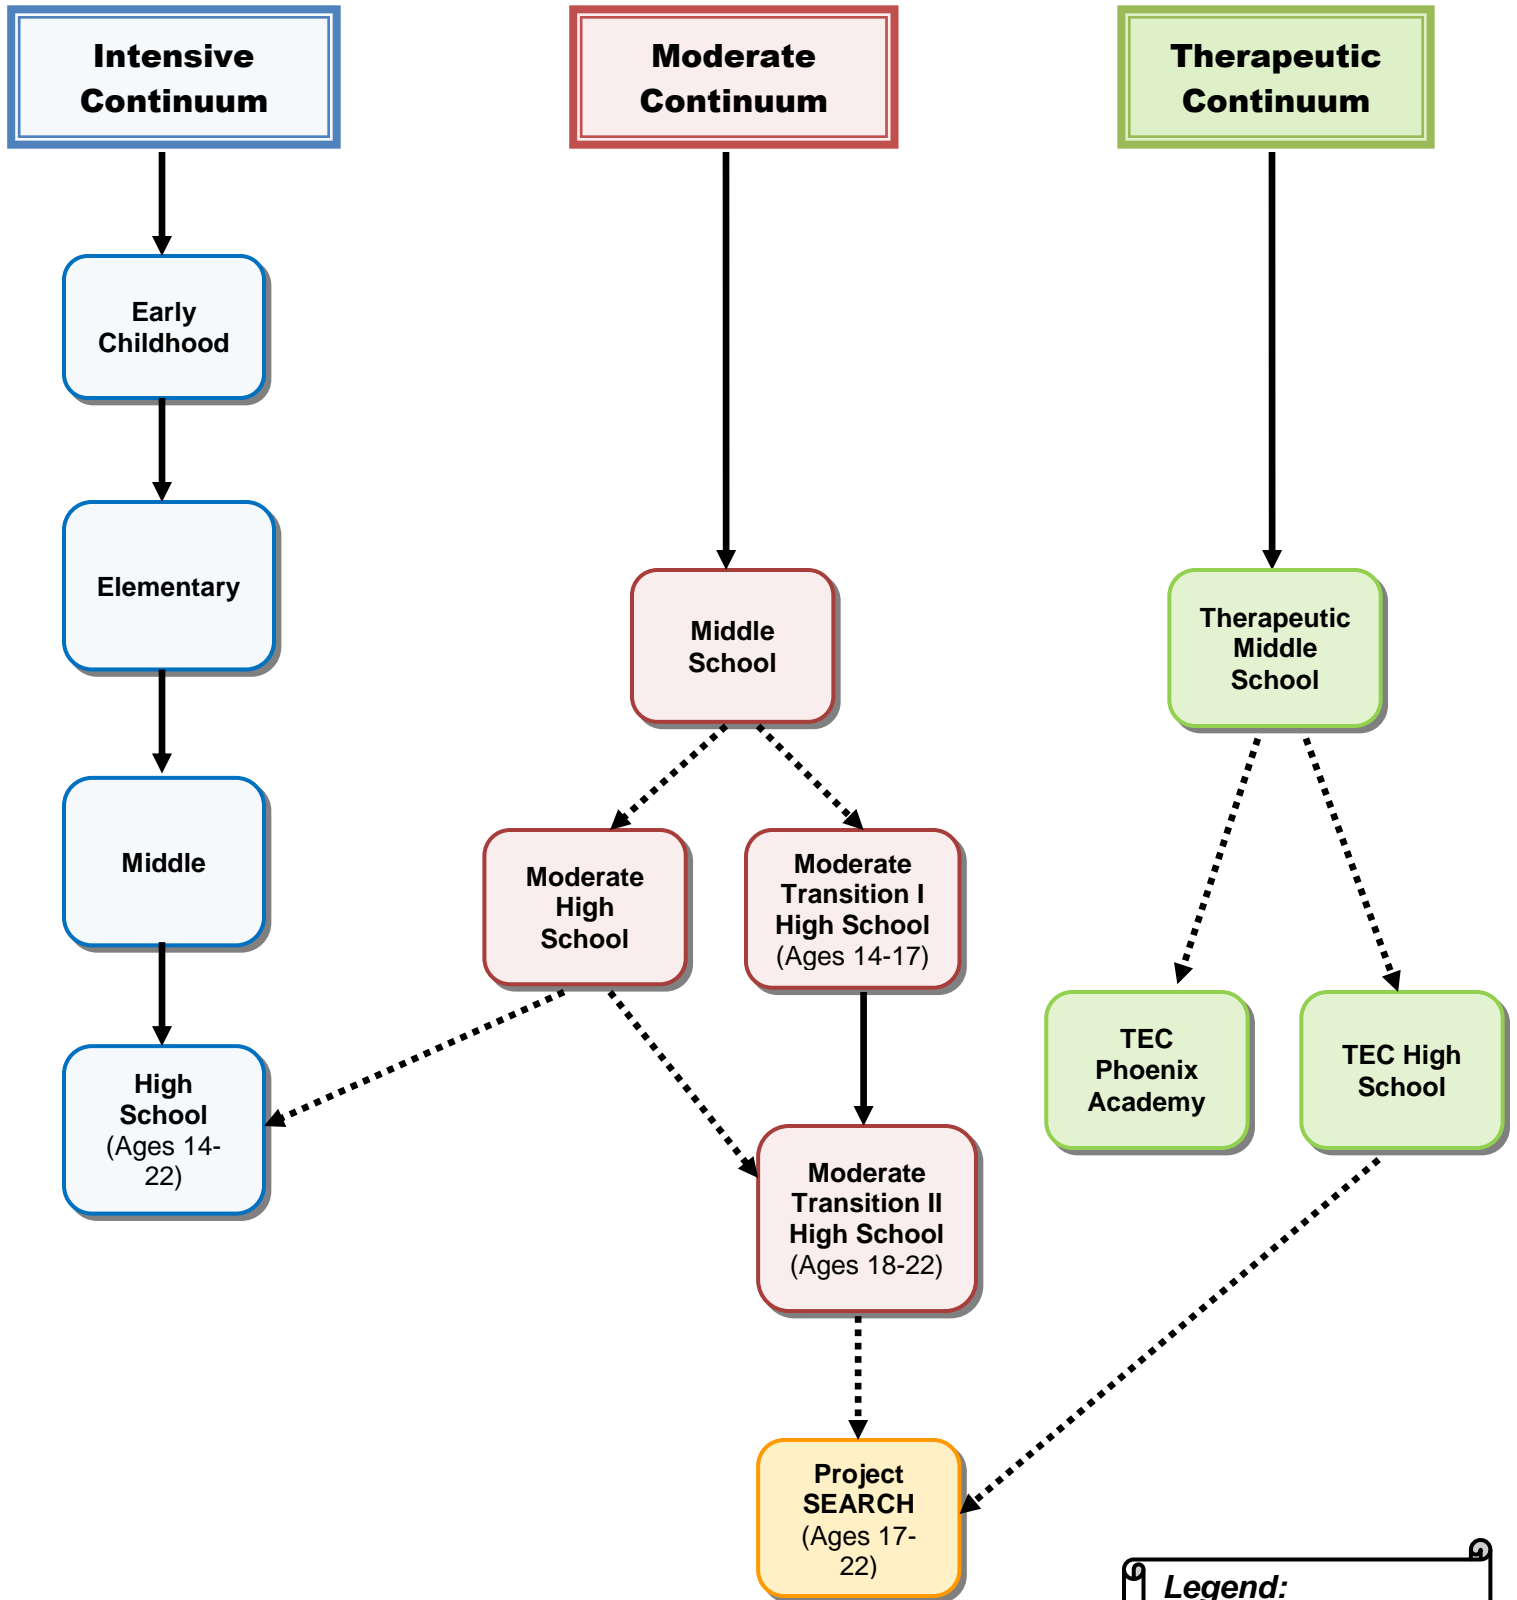 Intensive
Continuum
Moderate
Continuum
Therapeutic
Continuum
Early
Childhood
Elementary
Middle
School
Therapeutic
Middle
School
Middle
Moderate
High
School
Moderate
Transition I
High School
(Ages 14-17)
TEC
Phoenix
Academy
TEC High
School
High
School
(Ages 14-
22)
Moderate
Transition II
High School
(Ages 18-22)
Project
SEARCH
(Ages 17-
22)
Legend: